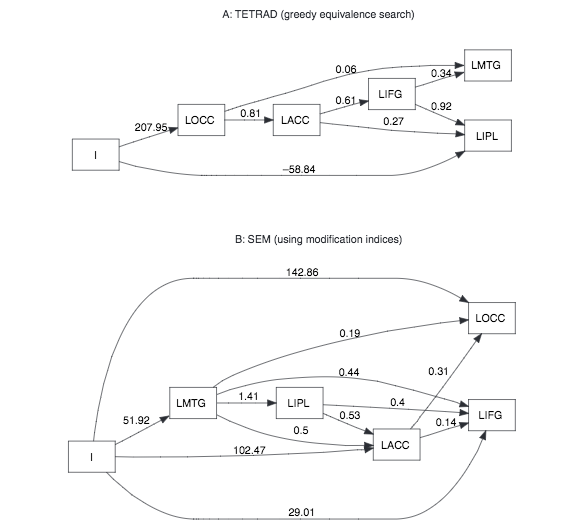 A: TETRAD (greedy equivalence search)
LMTG
0.06
0.34
LIFG
0.61
0.92
LOCC
0.81
LACC
0.27
207.95
LIPL
I
−58.84
B: SEM (using modification indices)
142.86
LOCC
0.19
0.31
0.44
LMTG
1.41
LIPL
0.4
0.53
LIFG
51.92
0.5
0.14
LACC
102.47
I
29.01